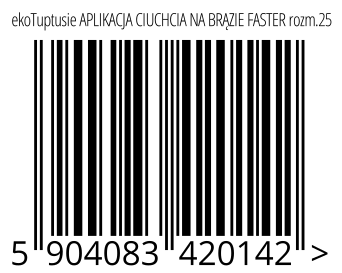 ekoTuptusie APLIKACJA CIUCHCIA NA BRĄZIE FASTER rozm.25
5 904083 420142 >